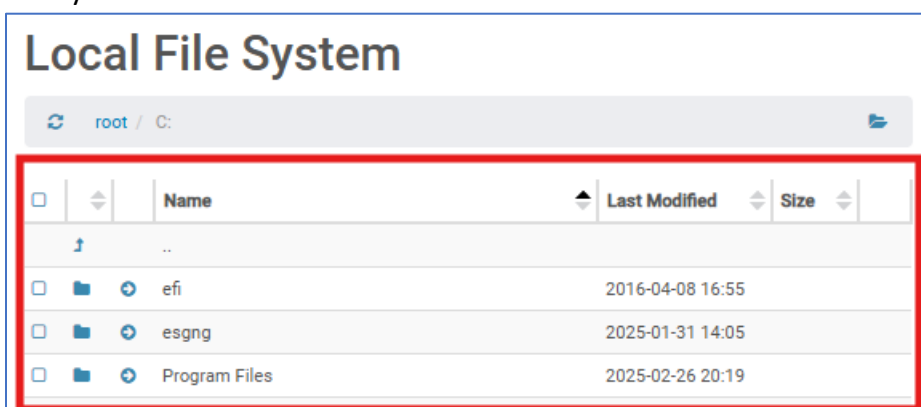 Local File System
root / C:
Name Last Modified Size
..
efi 2016-04-08 16:55
esgng 2025-01-31 14:05
Program Files 2025-02-26 20:19